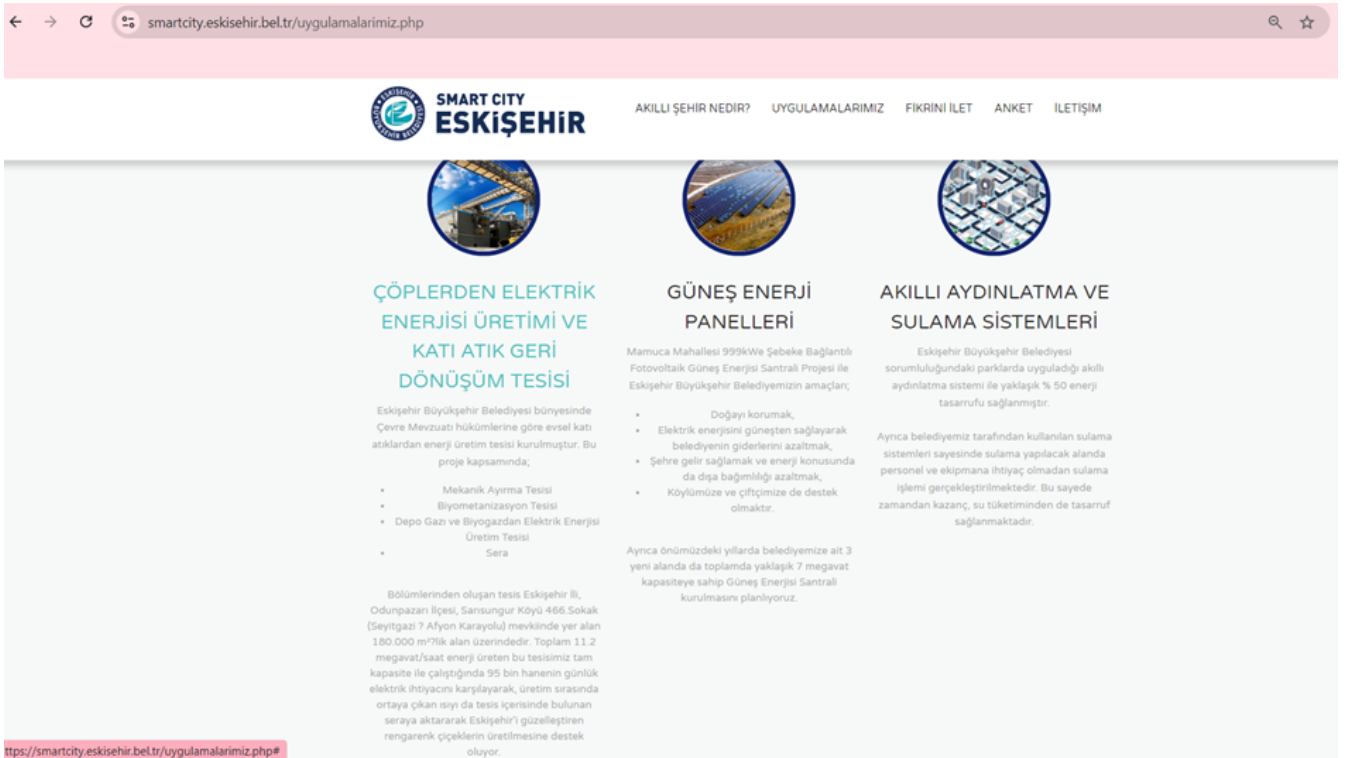 smartcity.eskisehir.bel.tr/uygulamalarimiz.php
SMART CITY
ESKİŞEHİR
AKILLI ŞEHİR NEDİR?
UYGULAMALARIMIZ
FİKRİNİ İLET
ANKET
İLETİŞİM
ÇÖPLERDEN ELEKTRİK
ENERJİSİ ÜRETİMİ VE
KATI ATIK GERİ
DÖNÜŞÜM TESİSİ
Eskişehir Büyükşehir Belediyesi bünyesinde
Çevre Mevzuatı hükümlerine göre evsel katı
atıklardan enerji üretim tesisi kurulmuştur. Bu
proje kapsamında;
• Mekanik Ayırma Tesisi
• Biyometanizasyon Tesisi
• Depo Gazı ve Biyogazdan Elektrik Enerjisi
Üretim Tesisi
• Sera
Bölümlerinden oluşan tesis Eskişehir İli,
Odunpazarı İlçesi, Sarısungur Köyü 466.Sokak
(Seyitgazi ? Afyon Karayolu) mevkiinde yer alan
180.000 m²?lik alan üzerindedir. Toplam 11.2
megavat/saat enerji üreten bu tesisimiz tam
kapasite ile çalıştığında 95 bin hanenin günlük
elektrik ihtiyacını karşılayarak, üretim sırasında
ortaya çıkan ısıyı da tesis içerisinde bulunan
seraya aktararak Eskişehir'i güzelleştiren
rengarenk çiçeklerin üretilmesine destek
oluyor.
GÜNEŞ ENERJİ
PANELLERİ
Mamuca Mahallesi 999kWe Şebeke Bağlantılı
Fotovoltaik Güneş Enerjisi Santrali Projesi ile
Eskişehir Büyükşehir Belediyemizin amaçları;
• Doğayı korumak,
• Elektrik enerjisini güneşten sağlayarak
belediyenin giderlerini azaltmak,
• Şehre gelir sağlamak ve enerji konusunda
da dışa bağımlılığı azaltmak,
• Köylümüze ve çiftçimize de destek
olmaktır.
Ayrıca önümüzdeki yıllarda belediyemize ait 3
yeni alanda da toplamda yaklaşık 7 megavat
kapasiteye sahip Güneş Enerjisi Santrali
kurulmasını planlıyoruz.
AKILLI AYDINLATMA VE
SULAMA SİSTEMLERİ
Eskişehir Büyükşehir Belediyesi
sorumluluğundaki parklarda uyguladığı akıllı
aydınlatma sistemi ile yaklaşık % 50 enerji
tasarrufu sağlanmıştır.
Ayrıca belediyemiz tarafından kullanılan sulama
sistemleri sayesinde sulama yapılacak alanda
personel ve ekipmana ihtiyaç olmadan sulama
işlemi gerçekleştirilmektedir. Bu sayede
zamandan kazanç, su tüketiminden de tasarruf
sağlanmaktadır.
ttps://smartcity.eskisehir.bel.tr/uygulamalarimiz.php#